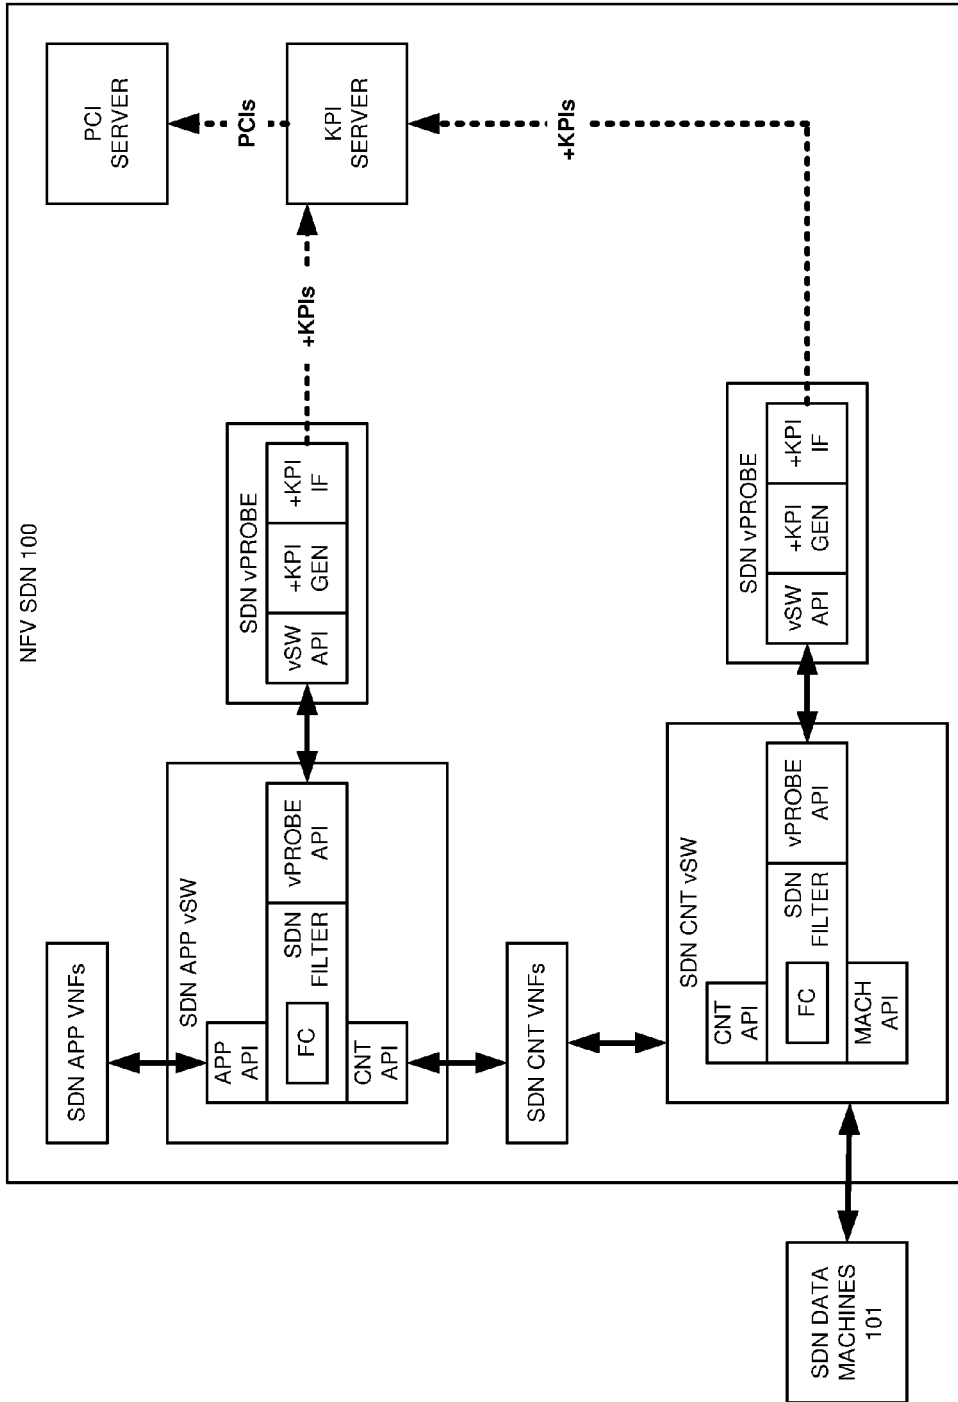 NFV SDN 100
SDN APP VNFs
SDN APP vSW
APP
API
FC
SDN
FILTER
vPROBE
API
CNT
API
SDN vPROBE
vSW
API
+KPI
GEN
+KPI
IF
+KPIs
PCI
SERVER
PCIs
KPI
SERVER
+KPIs
SDN CNT VNFs
SDN CNT vSW
CNT
API
FC
SDN
FILTER
vPROBE
API
MACH
API
SDN vPROBE
vSW
API
+KPI
GEN
+KPI
IF
SDN DATA
MACHINES
101